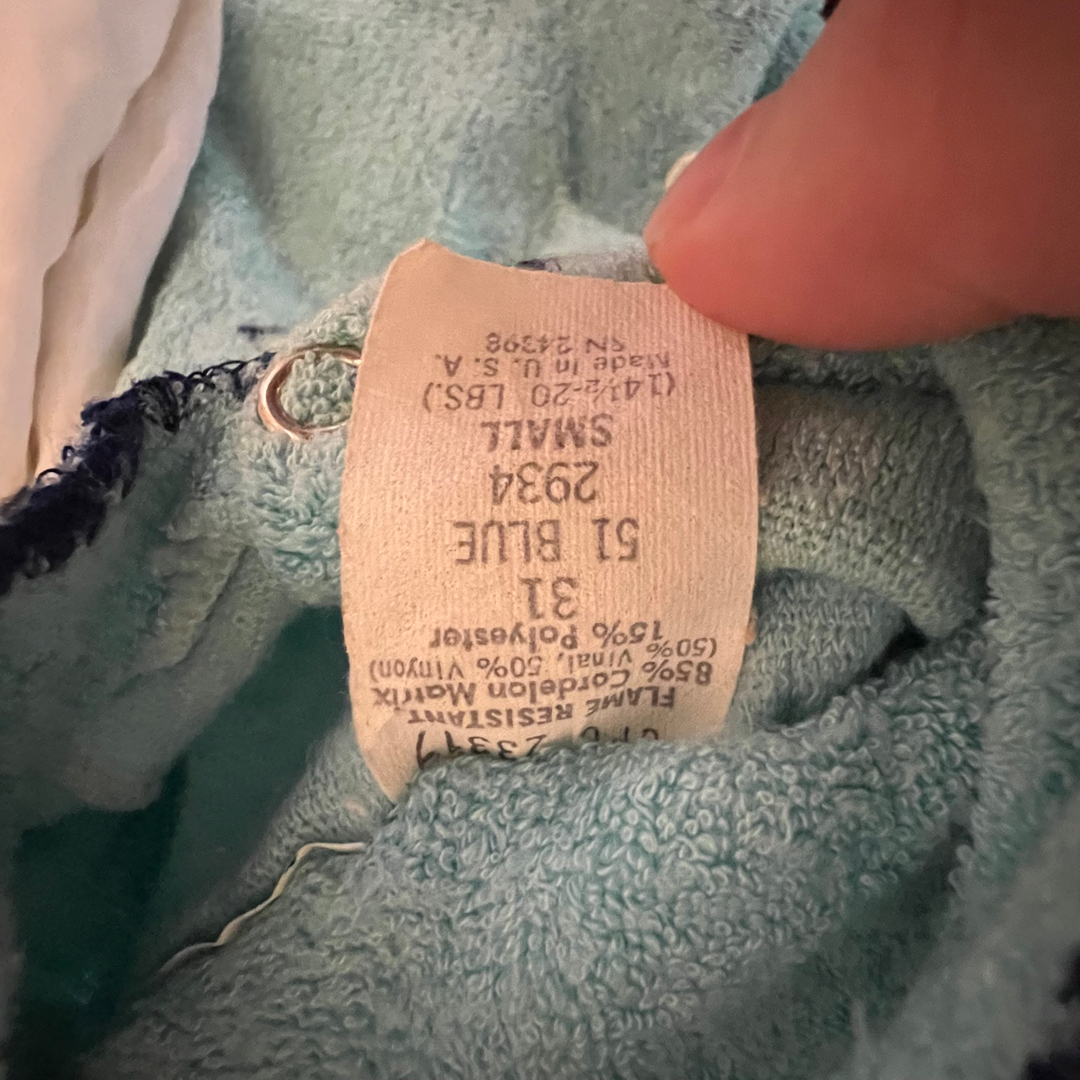 FLAME RESISTANT
85% Cordelon Matrix
(50% Vinal, 50% Vinyon)
15% Polyester
31
51 BLUE
2934
SMALL
(14½-20 LBS.)
Made in U. S. A.
SN 24398